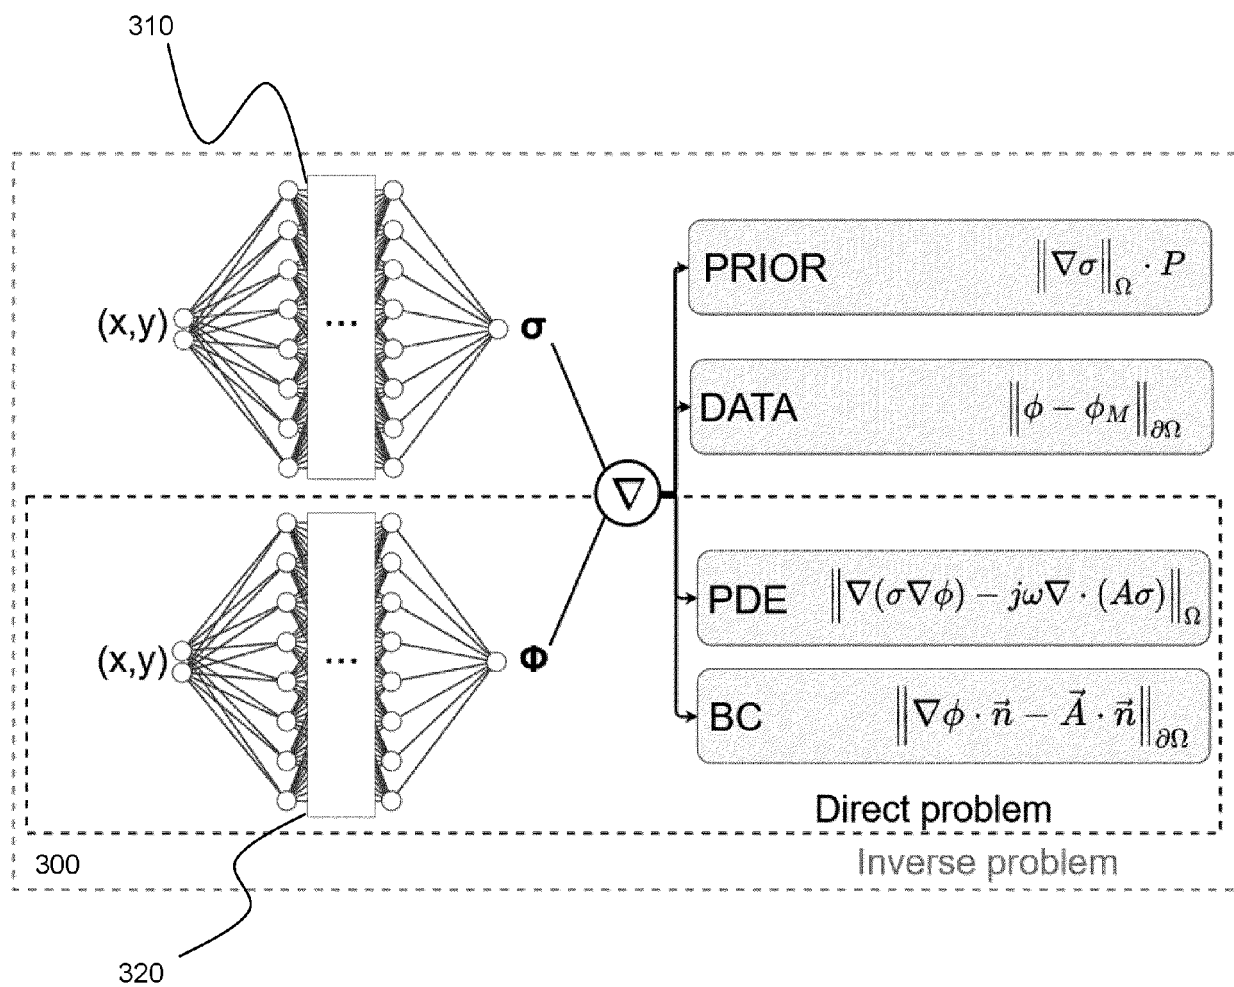 310
(x,y) ... σ
PRIOR ‖∇σ‖_Ω · P
DATA ‖ϕ − ϕ_M‖_∂Ω
∇
(x,y) ... Φ
PDE ‖∇(σ∇ϕ) − jω∇ · (Aσ)‖_Ω
BC ‖∇ϕ · n⃗ − A⃗ · n⃗‖_∂Ω
Direct problem
300
Inverse problem
320